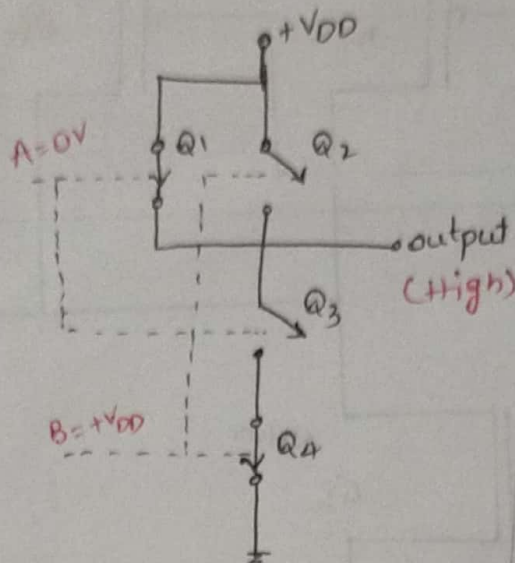 +VDD
A=0V
Q1
Q2
output
(High)
Q3
B=+VDD
Q4